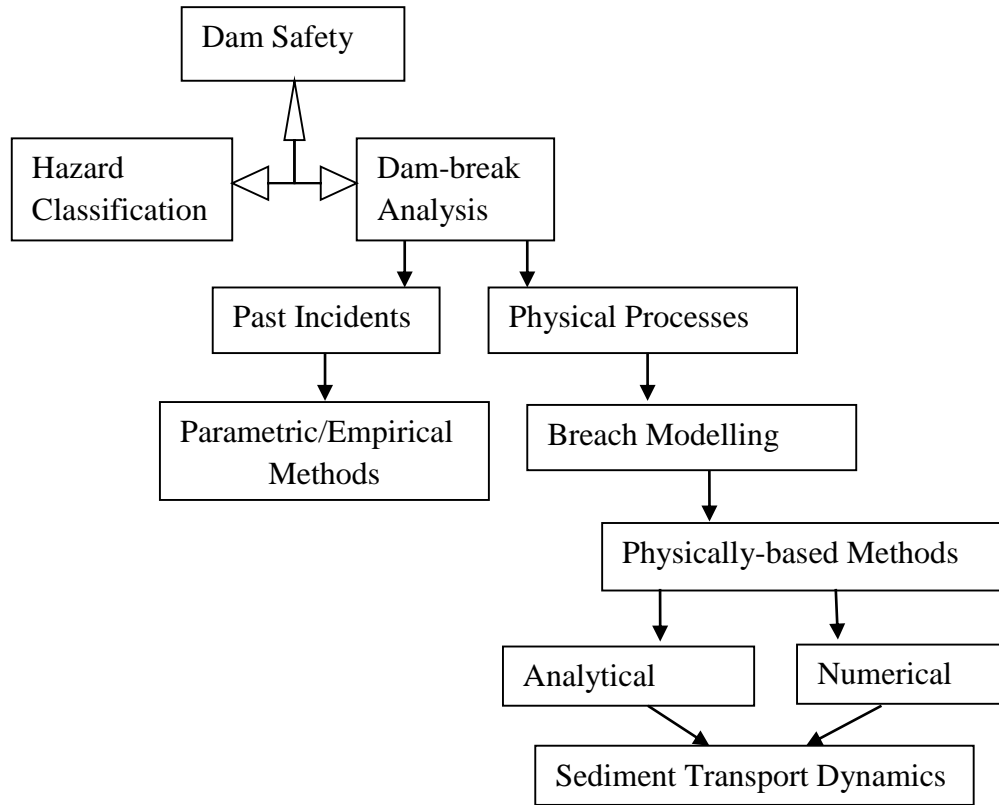 Dam Safety
Hazard
Classification
Dam-break
Analysis
Past Incidents
Physical Processes
Parametric/Empirical
Methods
Breach Modelling
Physically-based Methods
Analytical
Numerical
Sediment Transport Dynamics